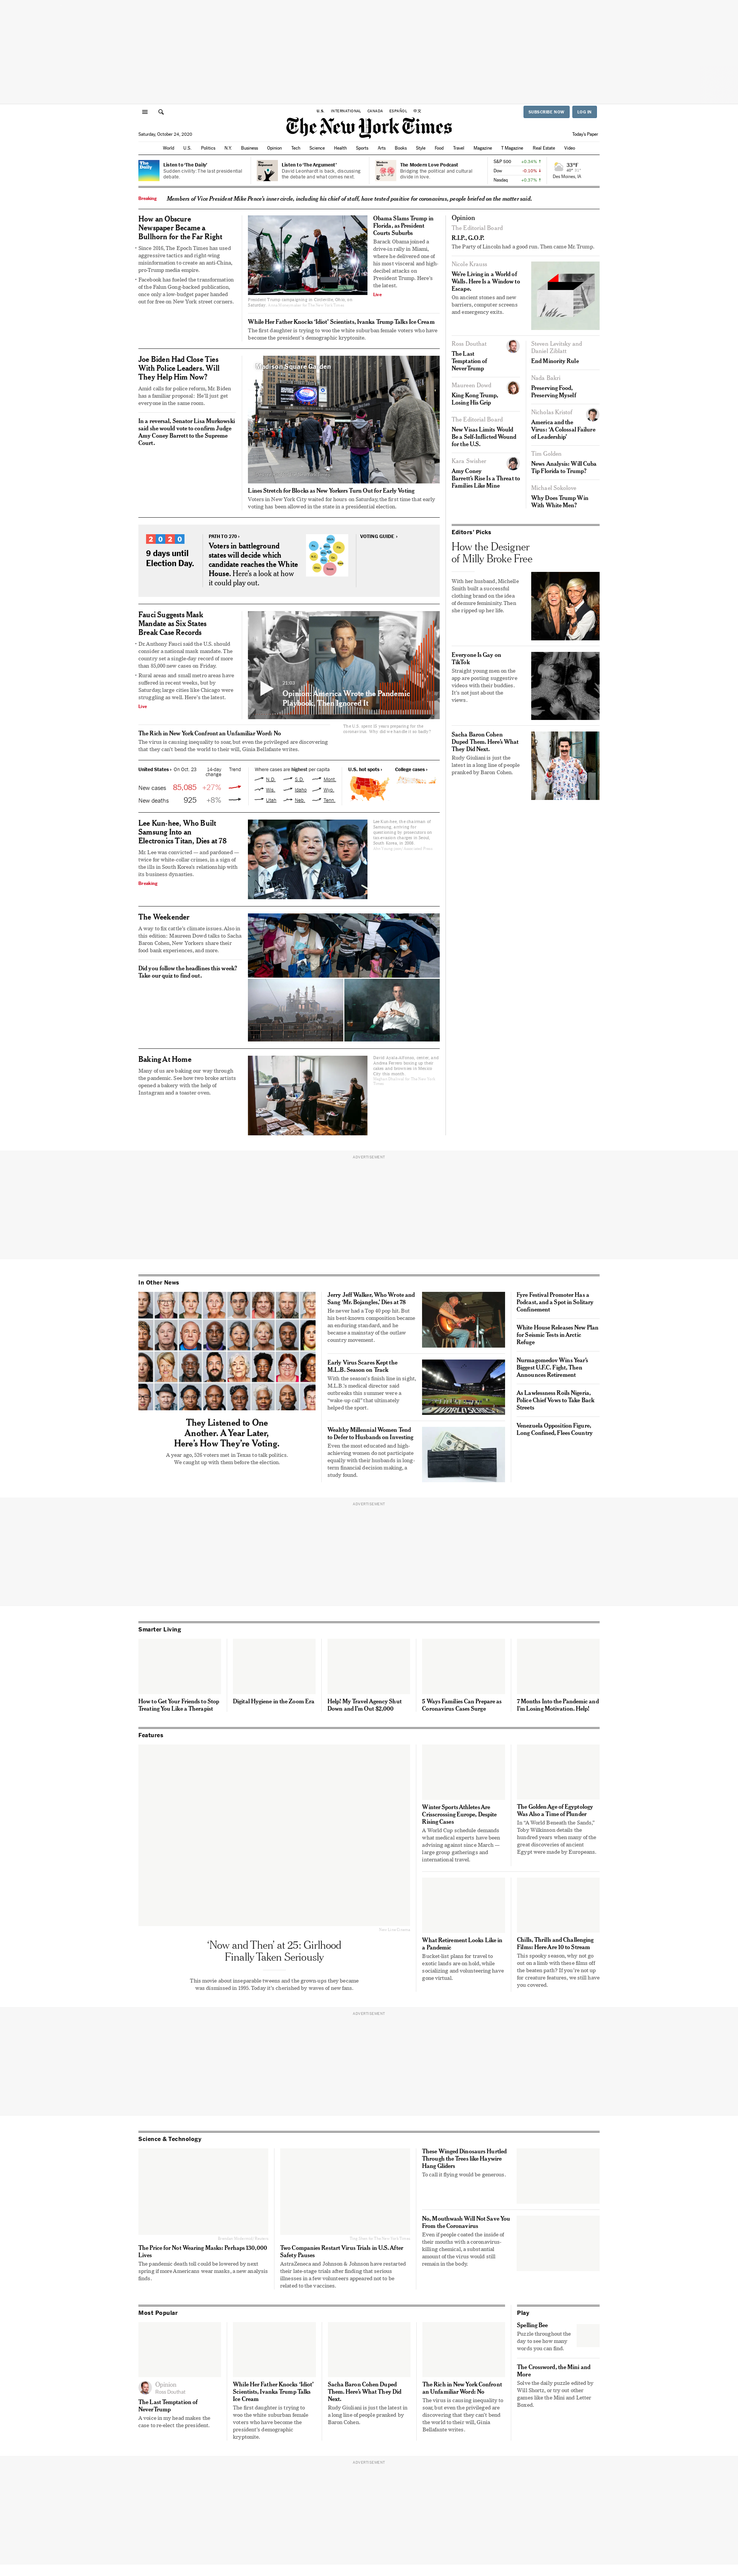 U.S. INTERNATIONAL CANADA ESPAÑOL 中文
SUBSCRIBE NOW LOG IN
The New York Times
Saturday, October 24, 2020
Today's Paper
World U.S. Politics N.Y. Business Opinion Tech Science Health Sports Arts Books Style Food Travel Magazine T Magazine Real Estate Video
The Daily
Listen to 'The Daily'
Sudden civility: The last presidential
debate.
Listen to 'The Argument'
David Leonhardt is back, discussing
the debate and what comes next.
The Modern Love Podcast
Bridging the political and cultural
divide in love.
S&P 500 +0.34% ↑
Dow -0.10% ↓
Nasdaq +0.37% ↑
33°F
Des Moines, IA
Breaking Members of Vice President Mike Pence's inner circle, including his chief of staff, have tested positive for coronavirus, people briefed on the matter said.
How an Obscure
Newspaper Became a
Bullhorn for the Far Right
Since 2016, The Epoch Times has used
aggressive tactics and right-wing
misinformation to create an anti-China,
pro-Trump media empire.
Facebook has fueled the transformation
of the Falun Gong-backed publication,
once only a low-budget paper handed
out for free on New York street corners.
President Trump campaigning in Circleville, Ohio, on
Saturday.
Obama Slams Trump in
Florida, as President
Courts Suburbs
Barack Obama joined a
drive-in rally in Miami,
where he delivered one of
his most visceral and high-
decibel attacks on
President Trump. Here's
the latest.
Live
While Her Father Knocks 'Idiot' Scientists, Ivanka Trump Talks Ice Cream
The first daughter is trying to woo the white suburban female voters who have
become the president's demographic kryptonite.
Joe Biden Had Close Ties
With Police Leaders. Will
They Help Him Now?
Amid calls for police reform, Mr. Biden
has a familiar proposal: He'll just get
everyone in the same room.
In a reversal, Senator Lisa Murkowski
said she would vote to confirm Judge
Amy Coney Barrett to the Supreme
Court.
Madison Square Garden
Lines Stretch for Blocks as New Yorkers Turn Out for Early Voting
Voters in New York City waited for hours on Saturday, the first time that early
voting has been allowed in the state in a presidential election.
2020
9 days until
Election Day.
PATH TO 270 ›
Voters in battleground
states will decide which
candidate reaches the White
House. Here's a look at how
it could play out.
VOTING GUIDE ›
Fauci Suggests Mask
Mandate as Six States
Break Case Records
Dr. Anthony Fauci said the U.S. should
consider a national mask mandate. The
country set a single-day record of more
than 85,000 new cases on Friday.
Rural areas and small metro areas have
suffered in recent weeks, but by
Saturday, large cities like Chicago were
struggling as well. Here's the latest.
Live
Opinion: America Wrote the Pandemic
Playbook, Then Ignored It
The U.S. spent 15 years preparing for the
coronavirus. Why did we handle it so badly?
The Rich in New York Confront an Unfamiliar Word: No
The virus is causing inequality to soar, but even the privileged are discovering
that they can't bend the world to their will, Ginia Bellafante writes.
United States › On Oct. 23 14-day
change Trend
New cases 85,085 +27%
New deaths 925 +8%
Where cases are highest per capita
N.D. S.D. Mont.
Wis. Idaho Wyo.
Utah Neb. Tenn.
U.S. hot spots ›
College cases ›
Lee Kun-hee, Who Built
Samsung Into an
Electronics Titan, Dies at 78
Mr. Lee was convicted — and pardoned —
twice for white-collar crimes, in a sign of
the ills in South Korea's relationship with
its business dynasties.
Breaking
Lee Kun-hee, the chairman of
Samsung, arriving for
questioning by prosecutors on
tax evasion charges in Seoul,
South Korea, in 2008.
The Weekender
A way to fix cattle's climate issues. Also in
this edition: Maureen Dowd talks to Sacha
Baron Cohen, New Yorkers share their
food bank experiences, and more.
Did you follow the headlines this week?
Take our quiz to find out.
Baking At Home
Many of us are baking our way through
the pandemic. See how two broke artists
opened a bakery with the help of
Instagram and a toaster oven.
David Ayala-Alfonso, center, and
Andrea Ferrero boxing up their
cakes and brownies in Mexico
City this month.
Opinion
The Editorial Board
R.I.P., G.O.P.
The Party of Lincoln had a good run. Then came Mr. Trump.
Nicole Krauss
We're Living in a World of
Walls. Here Is a Window to
Escape.
On ancient stones and new
barriers, computer screens
and emergency exits.
Ross Douthat
The Last
Temptation of
NeverTrump
Maureen Dowd
King Kong Trump,
Losing His Grip
The Editorial Board
New Visas Limits Would
Be a Self-Inflicted Wound
for the U.S.
Kara Swisher
Amy Coney
Barrett's Rise Is a Threat to
Families Like Mine
Steven Levitsky and
Daniel Ziblatt
End Minority Rule
Nada Bakri
Preserving Food,
Preserving Myself
Nicholas Kristof
America and the
Virus: 'A Colossal Failure
of Leadership'
Tim Golden
News Analysis: Will Cuba
Tip Florida to Trump?
Michael Sokolove
Why Does Trump Win
With White Men?
Editors' Picks
How the Designer
of Milly Broke Free
With her husband, Michelle
Smith built a successful
clothing brand on the idea
of demure femininity. Then
she ripped up her life.
Everyone Is Gay on
TikTok
Straight young men on the
app are posting suggestive
videos with their buddies.
It's not just about the
views.
Sacha Baron Cohen
Duped Them. Here's What
They Did Next.
Rudy Giuliani is just the
latest in a long line of people
pranked by Baron Cohen.
ADVERTISEMENT
In Other News
They Listened to One
Another. A Year Later,
Here's How They're Voting.
A year ago, 526 voters met in Texas to talk politics.
We caught up with them before the election.
Jerry Jeff Walker, Who Wrote and
Sang 'Mr. Bojangles,' Dies at 78
He never had a Top 40 pop hit. But
his best-known composition became
an enduring standard, and he
became a mainstay of the outlaw
country movement.
Early Virus Scares Kept the
M.L.B. Season on Track
With the season's finish line in sight,
M.L.B.'s medical director said
outbreaks this summer were a
"wake-up call" that ultimately
helped the sport.
WORLD SERIES
Wealthy Millennial Women Tend
to Defer to Husbands on Investing
Even the most educated and high-
achieving women do not participate
equally with their husbands in long-
term financial decision making, a
study found.
Fyre Festival Promoter Has a
Podcast, and a Spot in Solitary
Confinement
White House Releases New Plan
for Seismic Tests in Arctic
Refuge
Nurmagomedov Wins Year's
Biggest U.F.C. Fight, Then
Announces Retirement
As Lawlessness Roils Nigeria,
Police Chief Vows to Take Back
Streets
Venezuela Opposition Figure,
Long Confined, Flees Country
ADVERTISEMENT
Smarter Living
How to Get Your Friends to Stop
Treating You Like a Therapist
Digital Hygiene in the Zoom Era
Help! My Travel Agency Shut
Down and I'm Out $2,000
5 Ways Families Can Prepare as
Coronavirus Cases Surge
7 Months Into the Pandemic and
I'm Losing Motivation. Help!
Features
'Now and Then' at 25: Girlhood
Finally Taken Seriously
This movie about inseparable tweens and the grown-ups they became
was dismissed in 1995. Today it's cherished by waves of new fans.
Winter Sports Athletes Are
Crisscrossing Europe, Despite
Rising Cases
A World Cup schedule demands
what medical experts have been
advising against since March —
large group gatherings and
international travel.
The Golden Age of Egyptology
Was Also a Time of Plunder
In "A World Beneath the Sands,"
Toby Wilkinson details the
hundred years when many of the
great discoveries of ancient
Egypt were made by Europeans.
What Retirement Looks Like in
a Pandemic
Bucket-list plans for travel to
exotic lands are on hold, while
socializing and volunteering have
gone virtual.
Chills, Thrills and Challenging
Films: Here Are 10 to Stream
This spooky season, why not go
out on a limb with these films off
the beaten path? If you're not up
for creature features, we still have
you covered.
ADVERTISEMENT
Science & Technology
The Price for Not Wearing Masks: Perhaps 130,000
Lives
The pandemic death toll could be lowered by next
spring if more Americans wear masks, a new analysis
finds.
Two Companies Restart Virus Trials in U.S. After
Safety Pauses
AstraZeneca and Johnson & Johnson have restarted
their late-stage trials after finding that serious
illnesses in a few volunteers appeared not to be
related to the vaccines.
These Winged Dinosaurs Hurtled
Through the Trees like Haywire
Hang Gliders
To call it flying would be generous.
No, Mouthwash Will Not Save You
From the Coronavirus
Even if people coated the inside of
their mouths with a coronavirus-
killing chemical, a substantial
amount of the virus would still
remain in the body.
Most Popular
Opinion
Ross Douthat
The Last Temptation of
NeverTrump
A voice in my head makes the
case to re-elect the president.
While Her Father Knocks 'Idiot'
Scientists, Ivanka Trump Talks
Ice Cream
The first daughter is trying to
woo the white suburban female
voters who have become the
president's demographic
kryptonite.
Sacha Baron Cohen Duped
Them. Here's What They Did
Next.
Rudy Giuliani is just the latest in
a long line of people pranked by
Baron Cohen.
The Rich in New York Confront
an Unfamiliar Word: No
The virus is causing inequality to
soar, but even the privileged are
discovering that they can't bend
the world to their will, Ginia
Bellafante writes.
Play
Spelling Bee
Puzzle throughout the
day to see how many
words you can find.
The Crossword, the Mini and
More
Solve the daily puzzle edited by
Will Shortz, or try out other
games like the Mini and Letter
Boxed.
ADVERTISEMENT